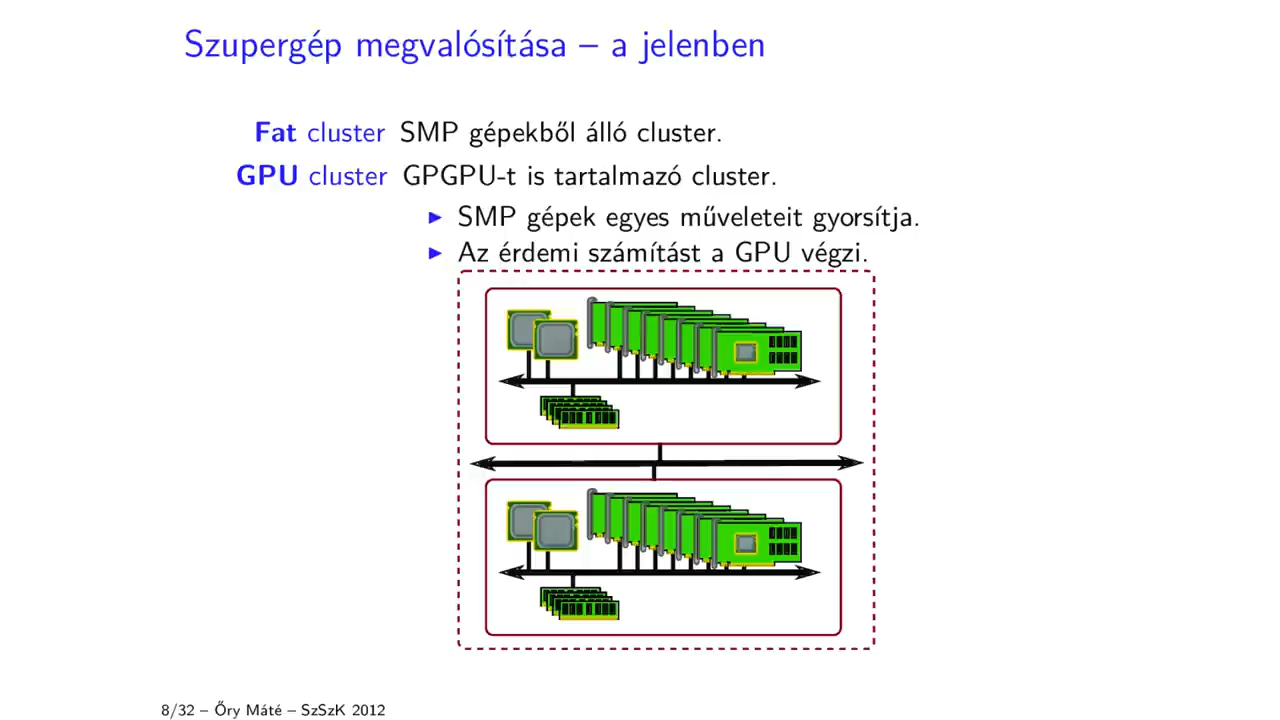 Szupergép megvalósítása – a jelenben
Fat cluster SMP gépekből álló cluster.
GPU cluster GPGPU-t is tartalmazó cluster.
▶ SMP gépek egyes műveleteit gyorsítja.
▶ Az érdemi számítást a GPU végzi.
8/32 – Őry Máté – SzSzK 2012